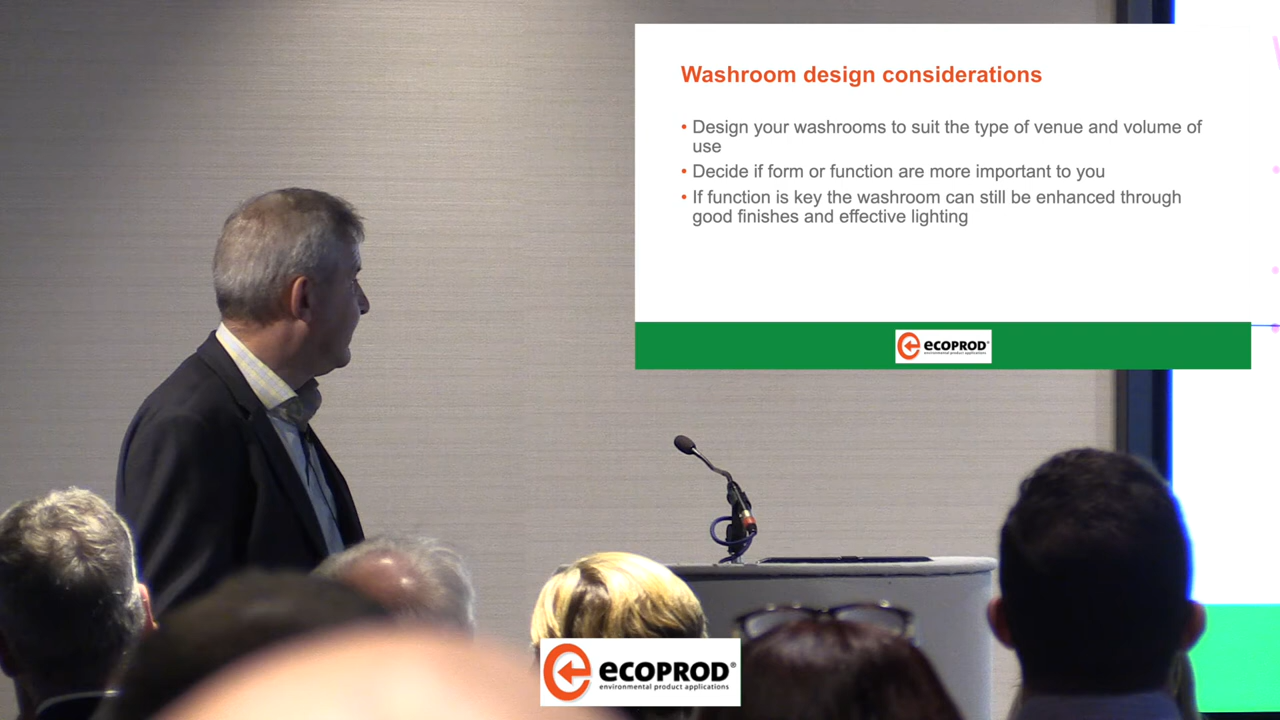 Washroom design considerations
• Design your washrooms to suit the type of venue and volume of
use
• Decide if form or function are more important to you
• If function is key the washroom can still be enhanced through
good finishes and effective lighting
ECOPROD®
environmental product applications
ECOPROD®
environmental product applications